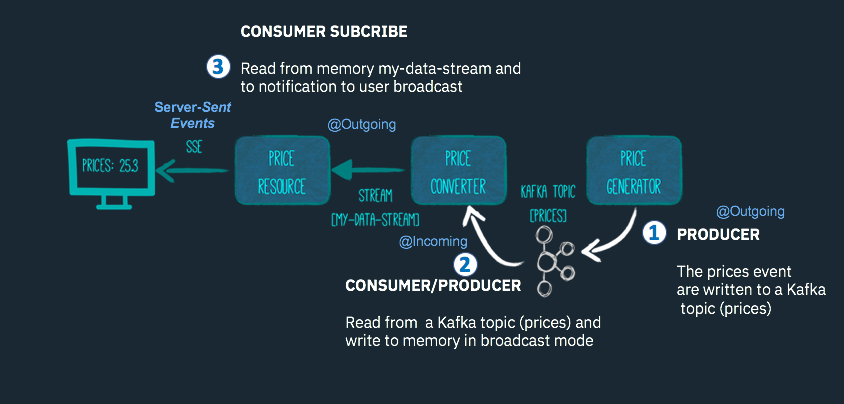 CONSUMER SUBCRIBE
3
Read from memory my-data-stream and
to notification to user broadcast
Server-Sent
Events
SSE
@Outgoing
PRICES: 25.3
PRICE
RESOURCE
PRICE
CONVERTER
PRICE
GENERATOR
STREAM
[MY-DATA-STREAM]
KAFKA TOPIC
[PRICES]
@Incoming
@Outgoing
1
PRODUCER
The prices event
are written to a Kafka
topic (prices)
2
CONSUMER/PRODUCER
Read from a Kafka topic (prices) and
write to memory in broadcast mode